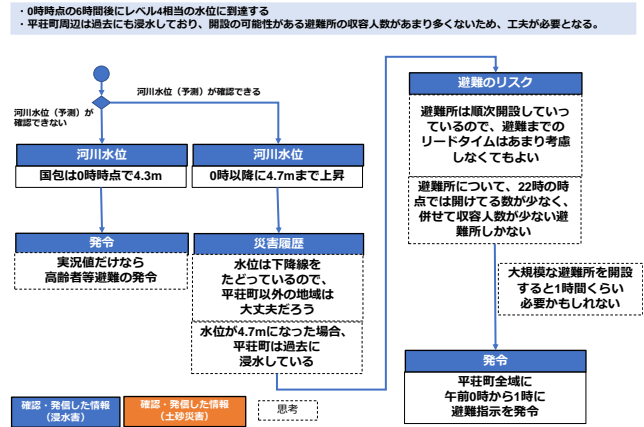 ・0時時点の6時間後にレベル4相当の水位に到達する
・平荘町周辺は過去にも浸水しており、開設の可能性がある避難所の収容人数があまり多くないため、工夫が必要となる。
河川水位（予測）が
確認できない
河川水位（予測）が確認できる
河川水位
国包は0時時点で4.3m
発令
実況値だけなら
高齢者等避難の発令
河川水位
0時以降に4.7mまで上昇
災害履歴
水位は下降線を
たどっているので、
平荘町以外の地域は
大丈夫だろう
水位が4.7mになった場合、
平荘町は過去に
浸水している
避難のリスク
避難所は順次開設していっ
ているので、避難までの
リードタイムはあまり考慮
しなくてもよい
避難所について、22時の時
点では開けてる数が少なく、
併せて収容人数が少ない避
難所しかない
大規模な避難所を開設
すると1時間くらい
必要かもしれない
発令
平荘町全域に
午前0時から1時に
避難指示を発令
確認・発信した情報
（浸水害）
確認・発信した情報
（土砂災害）
思考